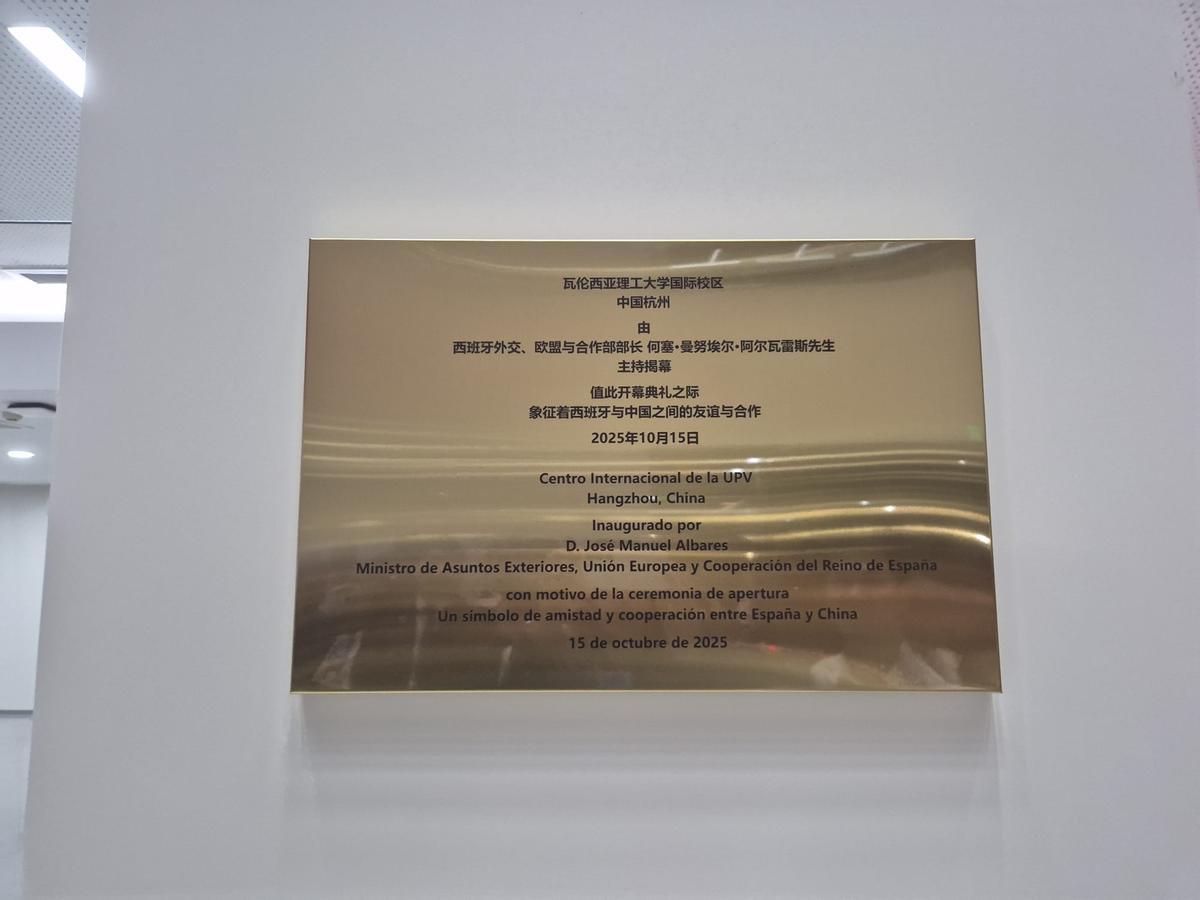 瓦伦西亚理工大学国际校区
中国杭州
由
西班牙外交、欧盟与合作部部长 何塞·曼努埃尔·阿尔瓦雷斯先生
主持揭幕
值此开幕典礼之际
象征着西班牙与中国之间的友谊与合作
2025年10月15日
Centro Internacional de la UPV
Hangzhou, China
Inaugurado por
D. José Manuel Albares
Ministro de Asuntos Exteriores, Unión Europea y Cooperación del Reino de España
con motivo de la ceremonia de apertura
Un símbolo de amistad y cooperación entre España y China
15 de octubre de 2025